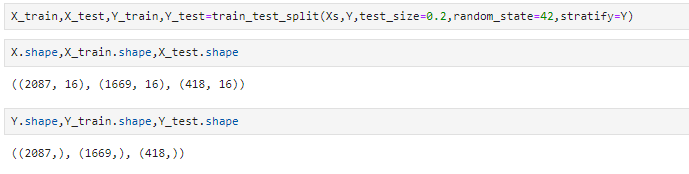 X_train,X_test,Y_train,Y_test=train_test_split(Xs,Y,test_size=0.2,random_state=42,stratify=Y)
X.shape,X_train.shape,X_test.shape
((2087, 16), (1669, 16), (418, 16))
Y.shape,Y_train.shape,Y_test.shape
((2087,), (1669,), (418,))